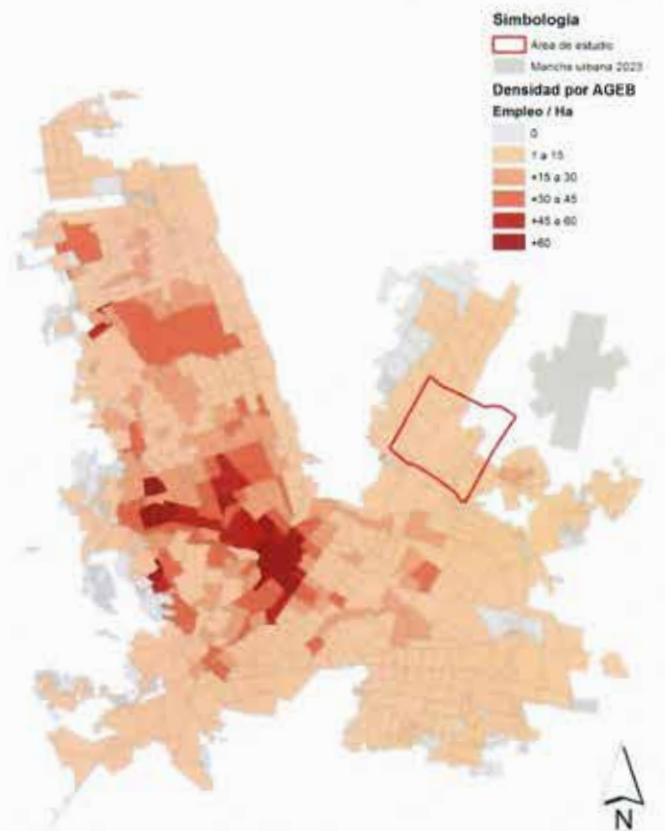 Simbología
Área de estudio
Mancha urbana 2023
Densidad por AGEB
Empleo / Ha
0
1 a 15
+15 a 30
+30 a 45
+45 a 60
+60
N